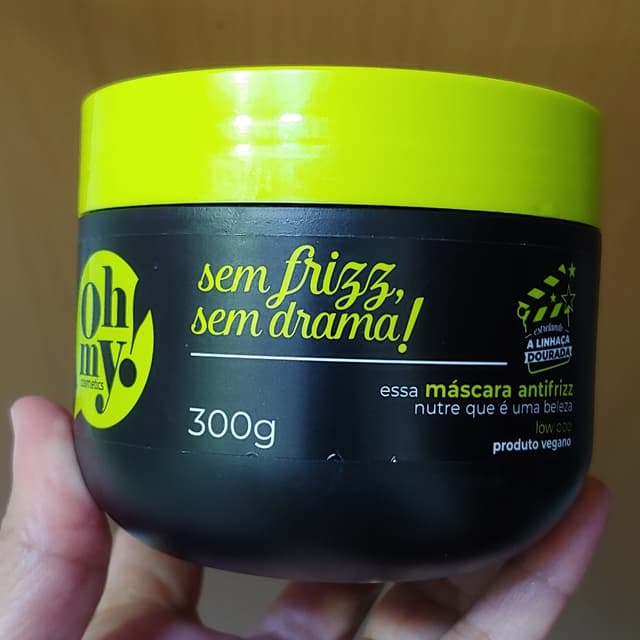 oh
my!
cosmetics
sem frizz,
sem drama!
estrelando
A LINHAÇA
DOURADA
essa máscara antifrizz
nutre que é uma beleza
low poo
produto vegano
300g